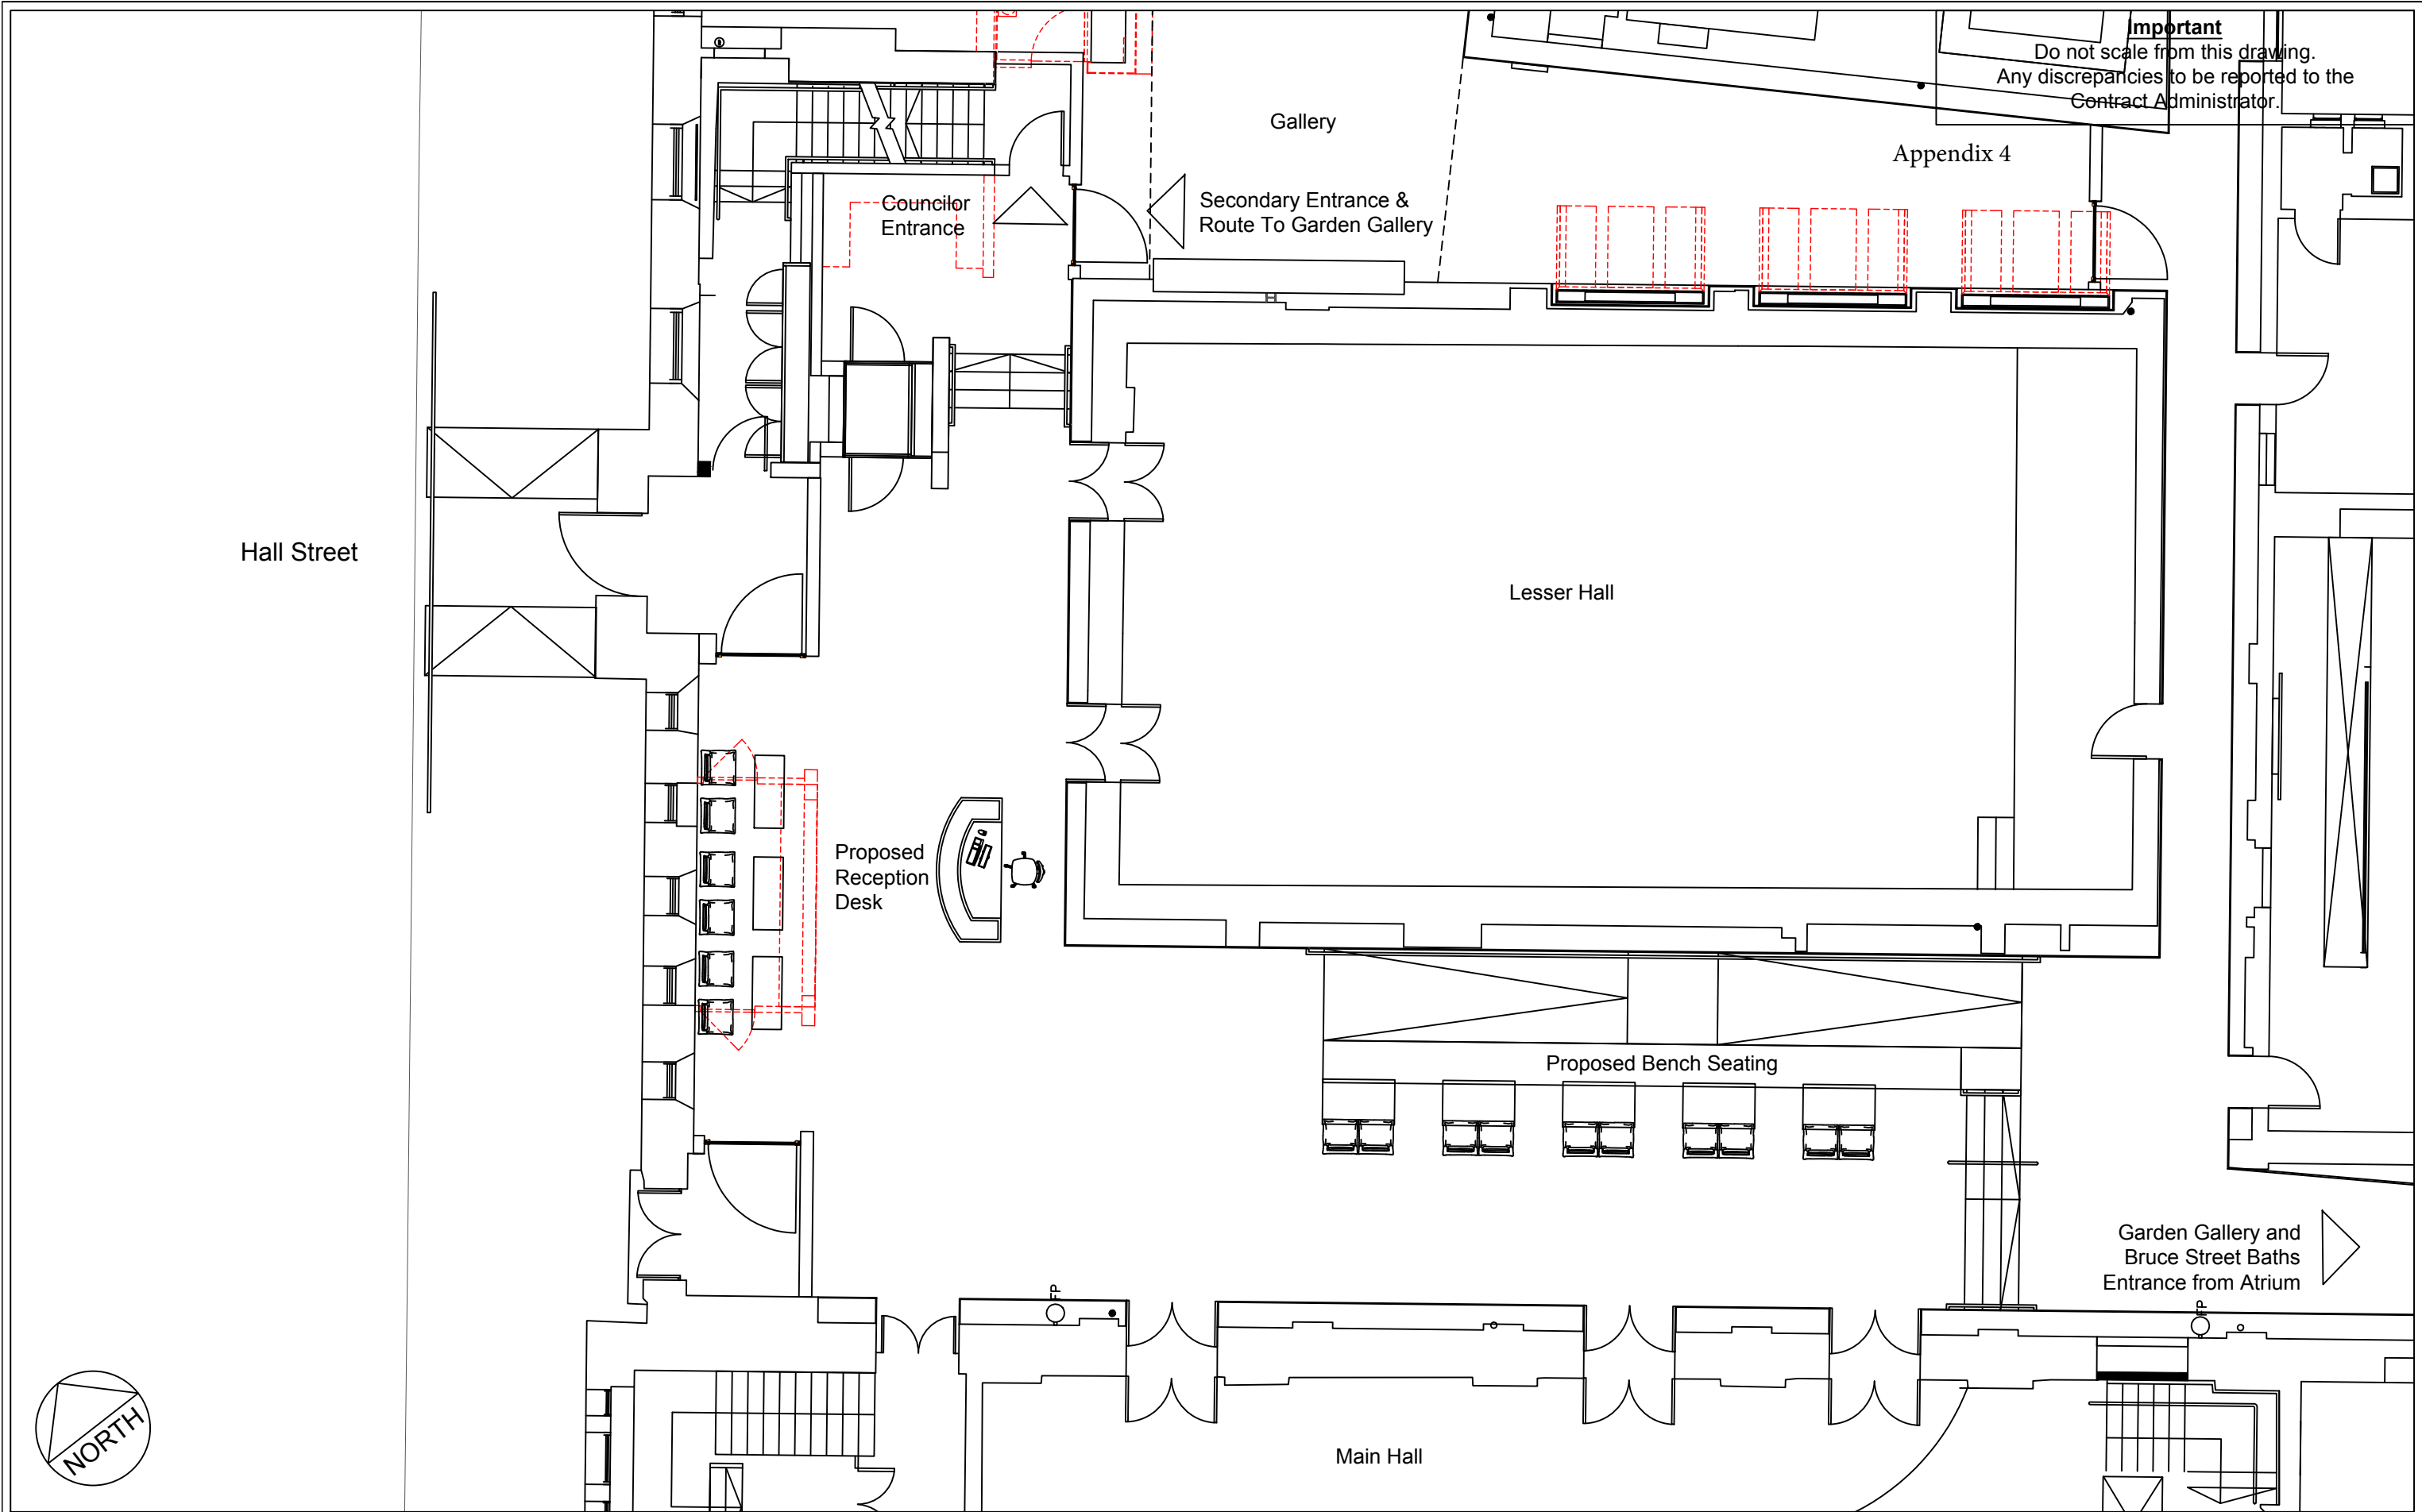 Important
Do not scale from this drawing.
Any discrepancies to be reported to the
Contract Administrator.
Appendix 4
Gallery
Councilor
Entrance
Secondary Entrance &
Route To Garden Gallery
Hall Street
Lesser Hall
Proposed
Reception
Desk
Proposed Bench Seating
Garden Gallery and
Bruce Street Baths
Entrance from Atrium
FP
FP
Main Hall
NORTH